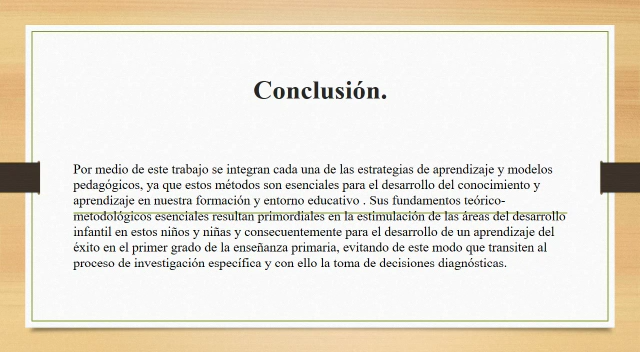 Conclusión.
Por medio de este trabajo se integran cada una de las estrategias de aprendizaje y modelos
pedagógicos, ya que estos métodos son esenciales para el desarrollo del conocimiento y
aprendizaje en nuestra formación y entorno educativo . Sus fundamentos teórico-
metodológicos esenciales resultan primordiales en la estimulación de las áreas del desarrollo
infantil en estos niños y niñas y consecuentemente para el desarrollo de un aprendizaje del
éxito en el primer grado de la enseñanza primaria, evitando de este modo que transiten al
proceso de investigación específica y con ello la toma de decisiones diagnósticas.